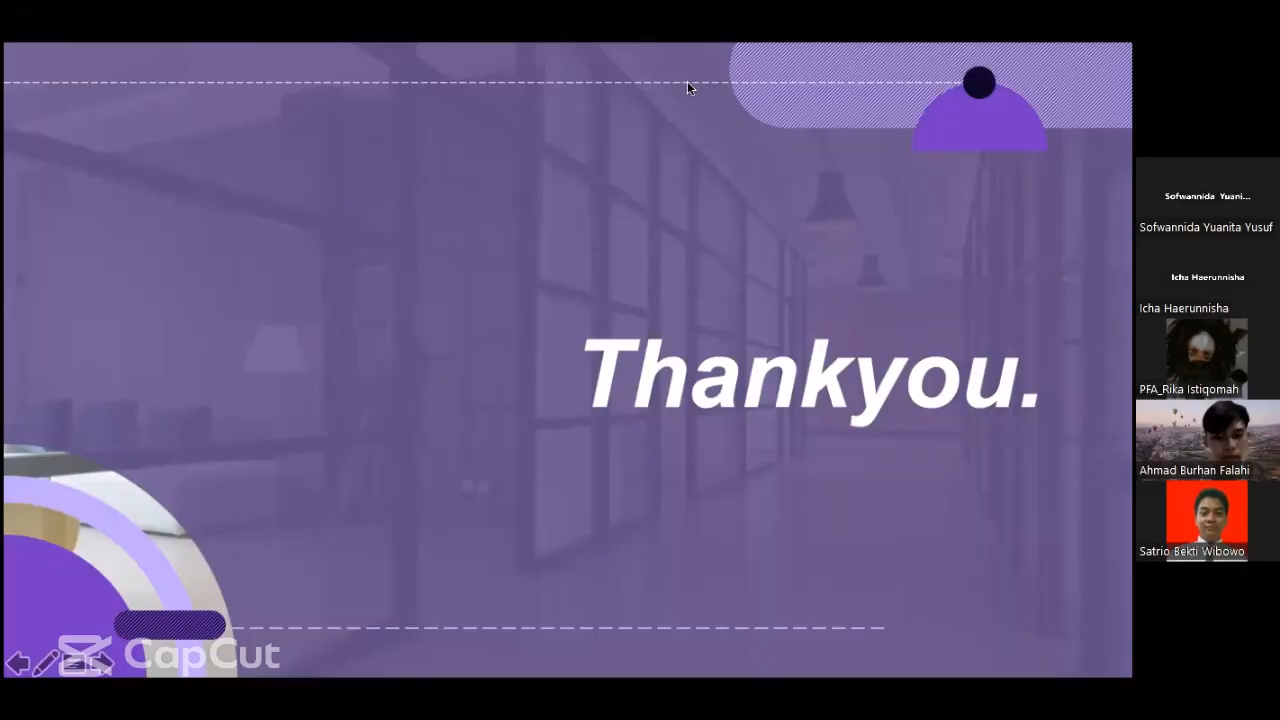 Thankyou.
CapCut
Sofwannida Yuani...
Sofwannida Yuanita Yusuf
Icha Haerunnisha
Icha Haerunnisha
PFA_Rika Istiqomah
Ahmad Burhan Falahi
Satrio Bekti Wibowo